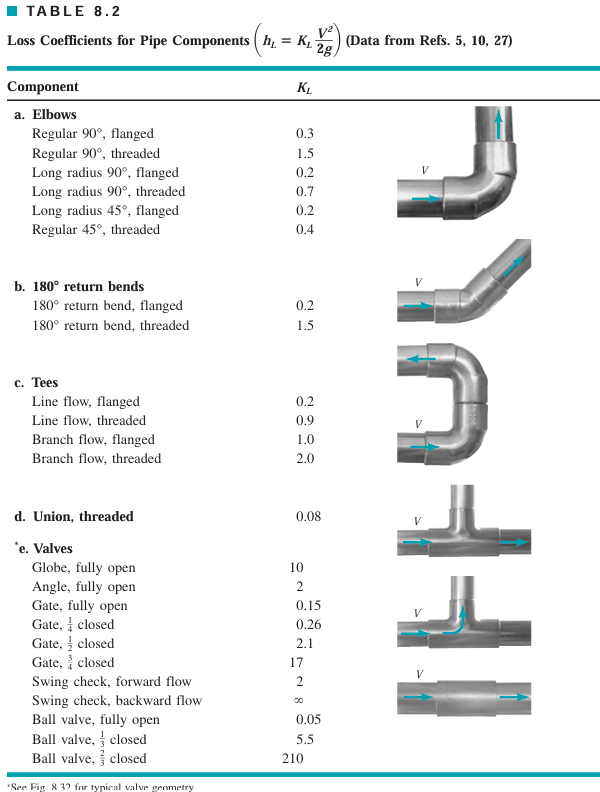 ■ TABLE 8.2
Loss Coefficients for Pipe Components (h_L = K_L V²/2g) (Data from Refs. 5, 10, 27)
Component K_L
a. Elbows
Regular 90°, flanged 0.3
Regular 90°, threaded 1.5
Long radius 90°, flanged 0.2
Long radius 90°, threaded 0.7
Long radius 45°, flanged 0.2
Regular 45°, threaded 0.4
V
b. 180° return bends
180° return bend, flanged 0.2
180° return bend, threaded 1.5
V
c. Tees
Line flow, flanged 0.2
Line flow, threaded 0.9
Branch flow, flanged 1.0
Branch flow, threaded 2.0
V
d. Union, threaded 0.08
V
*e. Valves
Globe, fully open 10
Angle, fully open 2
Gate, fully open 0.15
Gate, 1/4 closed 0.26
Gate, 1/2 closed 2.1
Gate, 3/4 closed 17
Swing check, forward flow 2
Swing check, backward flow ∞
Ball valve, fully open 0.05
Ball valve, 1/3 closed 5.5
Ball valve, 2/3 closed 210
V
V
*See Fig. 8.32 for typical valve geometry